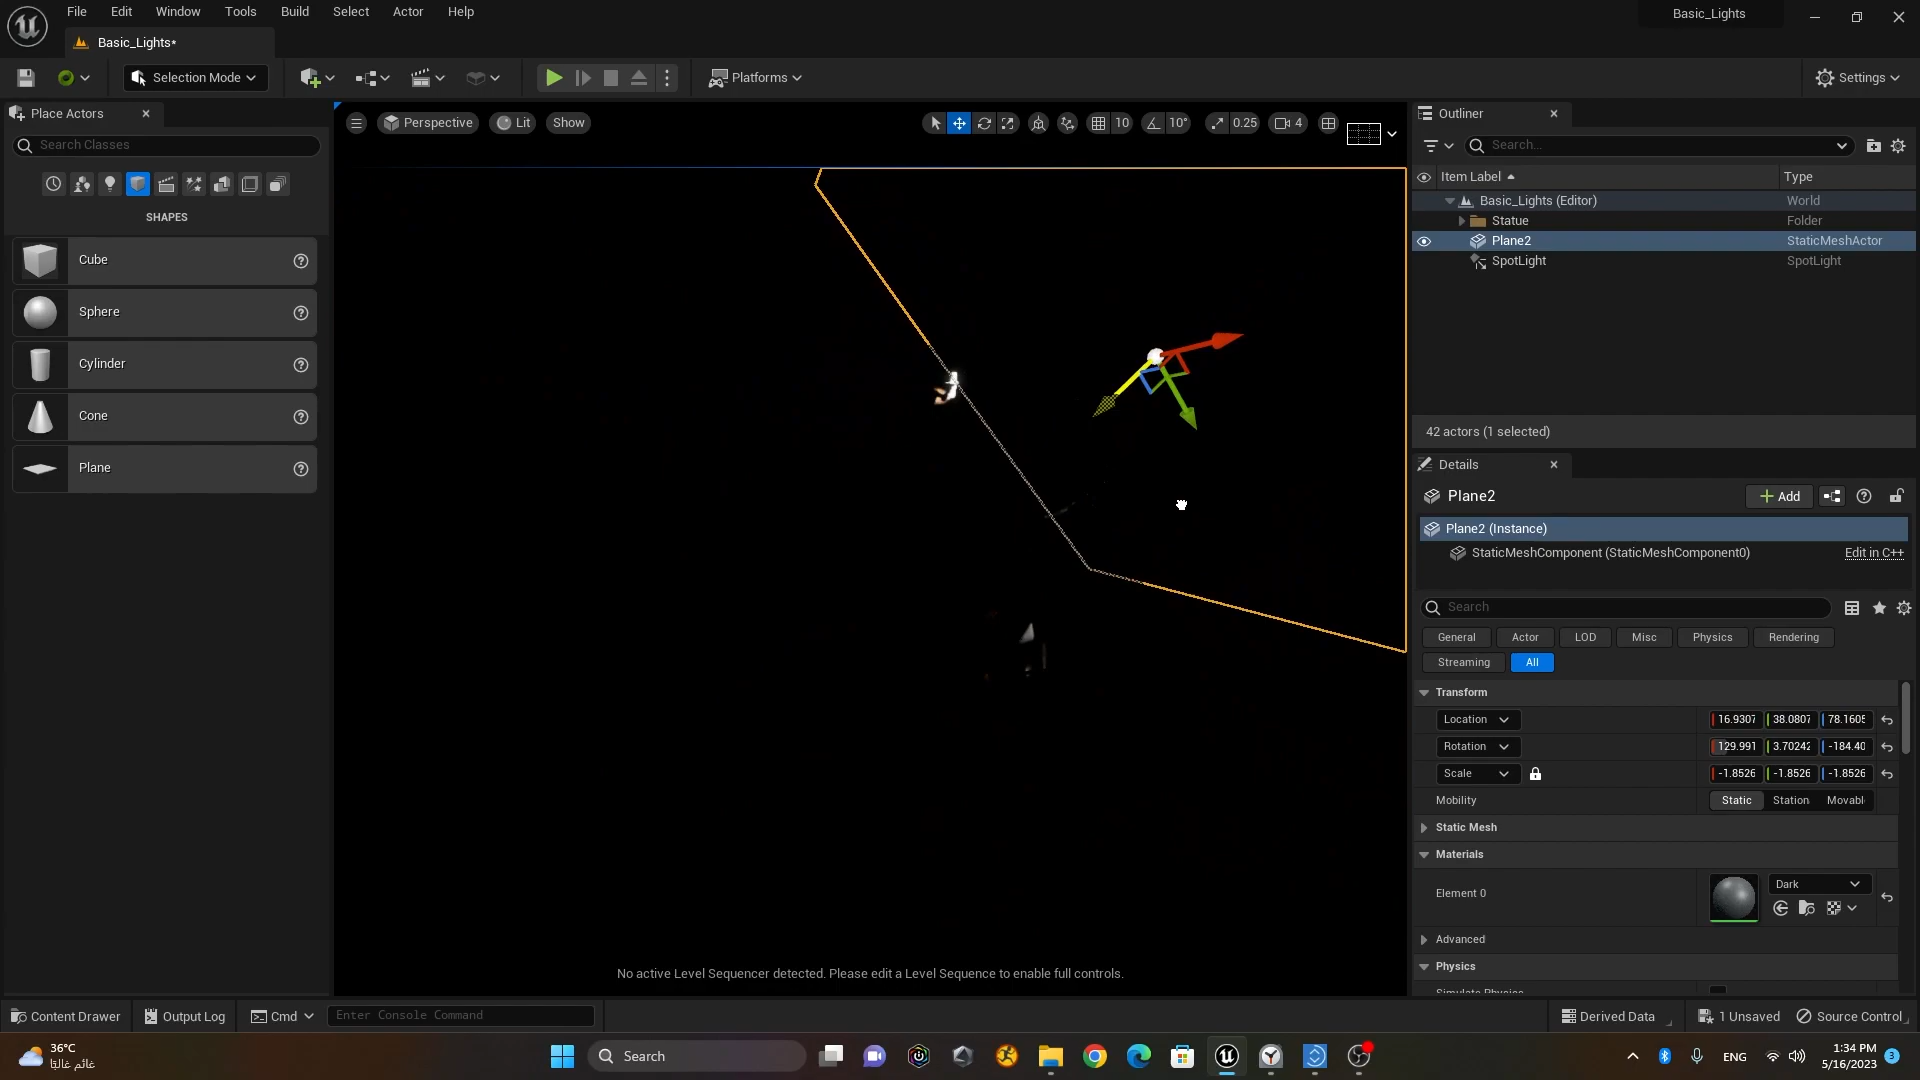 File Edit Window Tools Build Select Actor Help
Basic_Lights
Basic_Lights*
Selection Mode
Platforms
Settings
Place Actors
Search Classes
SHAPES
Cube
Sphere
Cylinder
Cone
Plane
Perspective Lit Show
10 10° 0.25 4
No active Level Sequencer detected. Please edit a Level Sequence to enable full controls.
Outliner
Search...
Item Label Type
Basic_Lights (Editor) World
Statue Folder
Plane2 StaticMeshActor
SpotLight SpotLight
42 actors (1 selected)
Details
Plane2
Add
Plane2 (Instance)
StaticMeshComponent (StaticMeshComponent0) Edit in C++
Search
General Actor LOD Misc Physics Rendering
Streaming All
Transform
Location 16.9307 38.0807 78.1605
Rotation 129.991 3.70242 -184.40
Scale -1.8526 -1.8526 -1.8526
Mobility Static Station Movabl
Static Mesh
Materials
Element 0 Dark
Advanced
Physics
Simulate Physics
Content Drawer Output Log Cmd Enter Console Command Derived Data 1 Unsaved Source Control
36°C
غائم غالبًا
Search
ENG
1:34 PM
5/16/2023
3